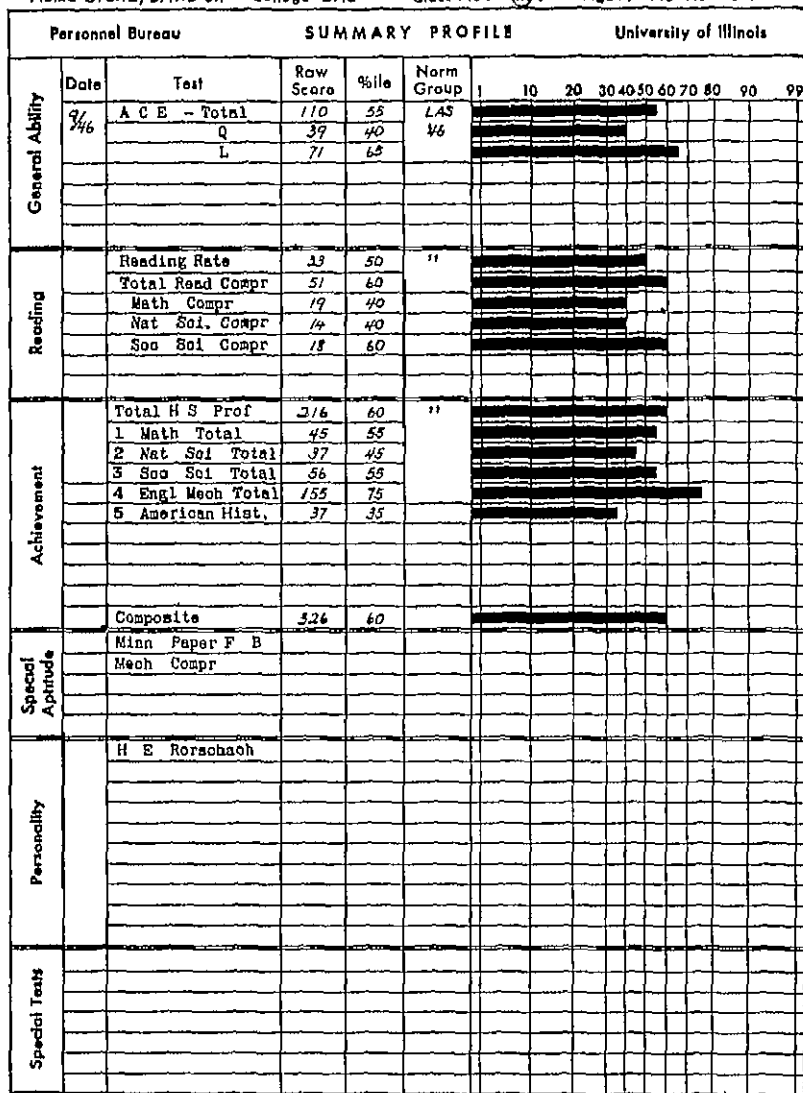 Personnel Bureau SUMMARY PROFILE University of Illinois
Date Test Raw Score %ile Norm Group 1 10 20 30 40 50 60 70 80 90 99
General Ability
9/46 A C E - Total 110 55 LAS
Q 39 40 46
L 71 65
Reading
Reading Rate 33 50 "
Total Read Compr 51 60
Math Compr 19 40
Nat Sci. Compr 14 40
Soc Sci Compr 18 60
Achievement
Total H S Prof 216 60 "
1 Math Total 45 55
2 Nat Sci Total 37 45
3 Soc Sci Total 56 55
4 Engl Mech Total 155 75
5 American Hist. 37 35
Composite 326 60
Special Aptitude
Minn Paper F B
Mech Compr
Personality
H E Rorschach
Special Tests